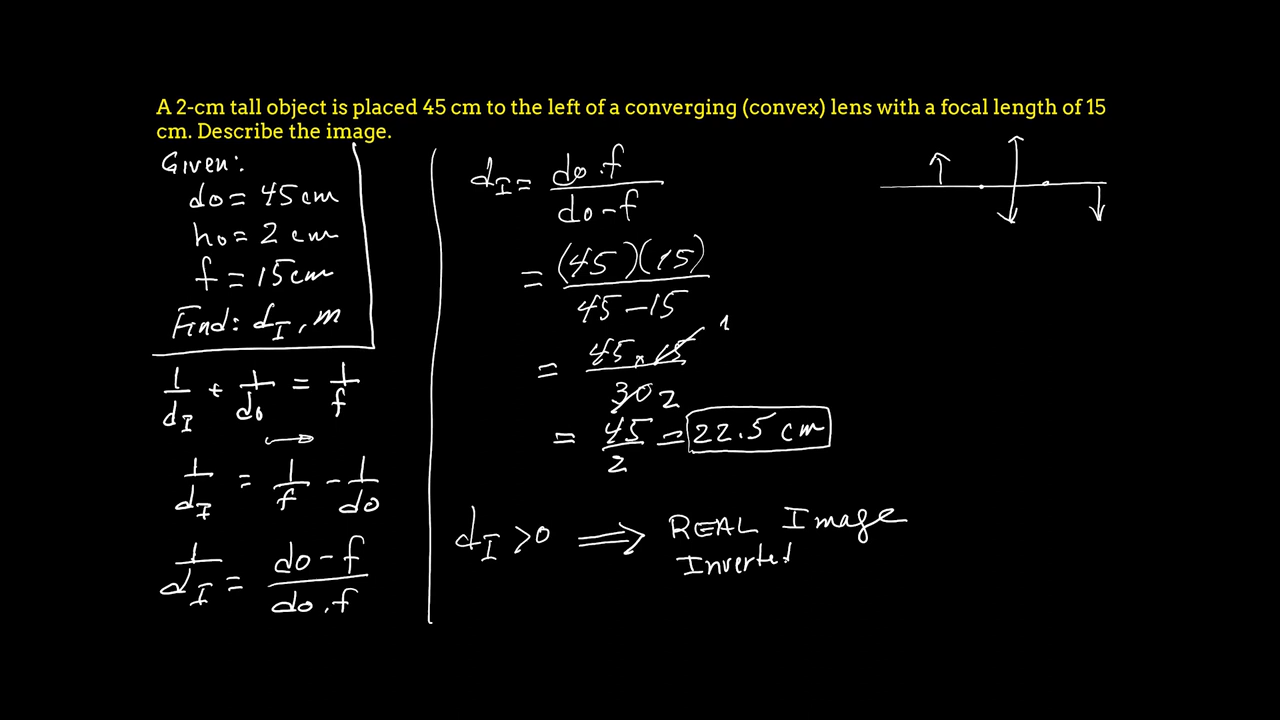 A 2-cm tall object is placed 45 cm to the left of a converging (convex) lens with a focal length of 15
cm. Describe the image.
Given:
do = 45 cm
ho = 2 cm
f = 15 cm
Find: dI, m
1/dI + 1/do = 1/f
1/dI = 1/f - 1/do
1/dI = (do - f)/(do . f)
dI = (do . f)/(do - f)
= (45)(15)/(45 - 15)
= (45 x 15)/30 1 2
= 45/2 = 22.5 cm
dI > 0 ⟹ REAL Image
Inverted